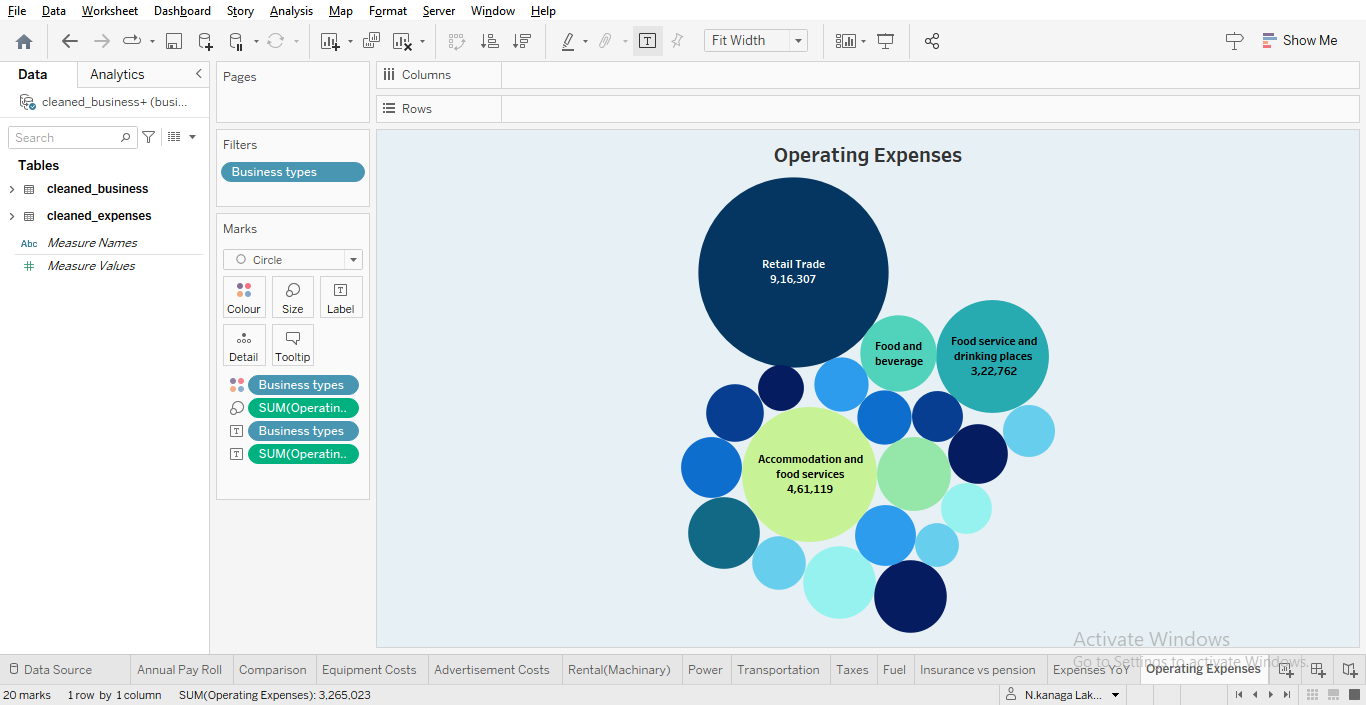 File Data Worksheet Dashboard Story Analysis Map Format Server Window Help
Fit Width
Show Me
Data Analytics
cleaned_business+ (busi...
Search
Tables
cleaned_business
cleaned_expenses
Abc Measure Names
# Measure Values
Pages
Filters
Business types
Marks
Circle
Colour Size Label
Detail Tooltip
Business types
SUM(Operatin..
Business types
SUM(Operatin..
Columns
Rows
Operating Expenses
Retail Trade
9,16,307
Food and
beverage
Food service and
drinking places
3,22,762
Accommodation and
food services
4,61,119
Activate Windows
Go to Settings to activate Windows.
Data Source Annual Pay Roll Comparison Equipment Costs Advertisement Costs Rental(Machinary) Power Transportation Taxes Fuel Insurance vs pension Expenses YoY Operating Expenses
20 marks 1 row by 1 column SUM(Operating Expenses): 3,265,023
N.kanaga Lak...